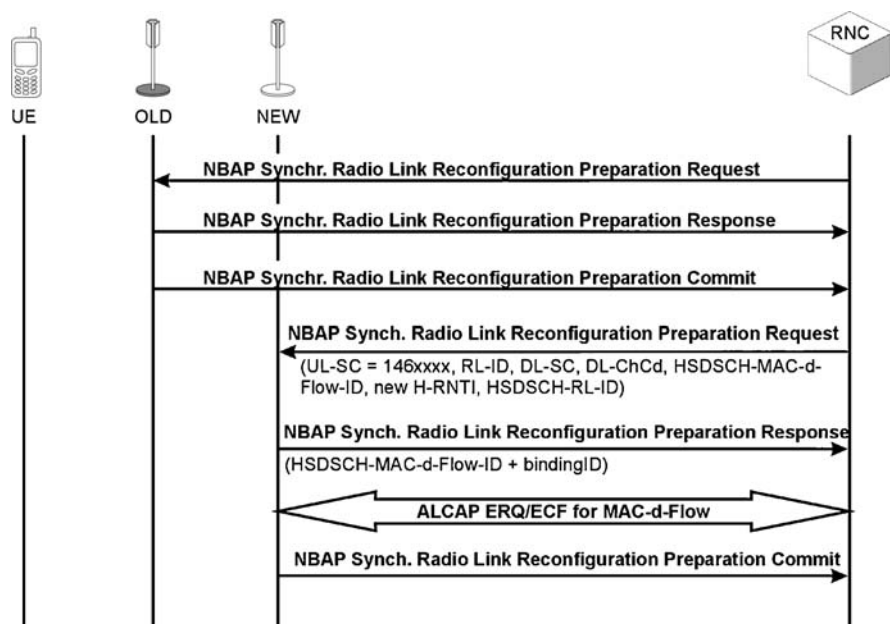 RNC
UE
OLD
NEW
NBAP Synchr. Radio Link Reconfiguration Preparation Request
NBAP Synchr. Radio Link Reconfiguration Preparation Response
NBAP Synchr. Radio Link Reconfiguration Preparation Commit
NBAP Synch. Radio Link Reconfiguration Preparation Request
(UL-SC = 146xxxx, RL-ID, DL-SC, DL-ChCd, HSDSCH-MAC-d-
Flow-ID, new H-RNTI, HSDSCH-RL-ID)
NBAP Synch. Radio Link Reconfiguration Preparation Response
(HSDSCH-MAC-d-Flow-ID + bindingID)
ALCAP ERQ/ECF for MAC-d-Flow
NBAP Synch. Radio Link Reconfiguration Preparation Commit